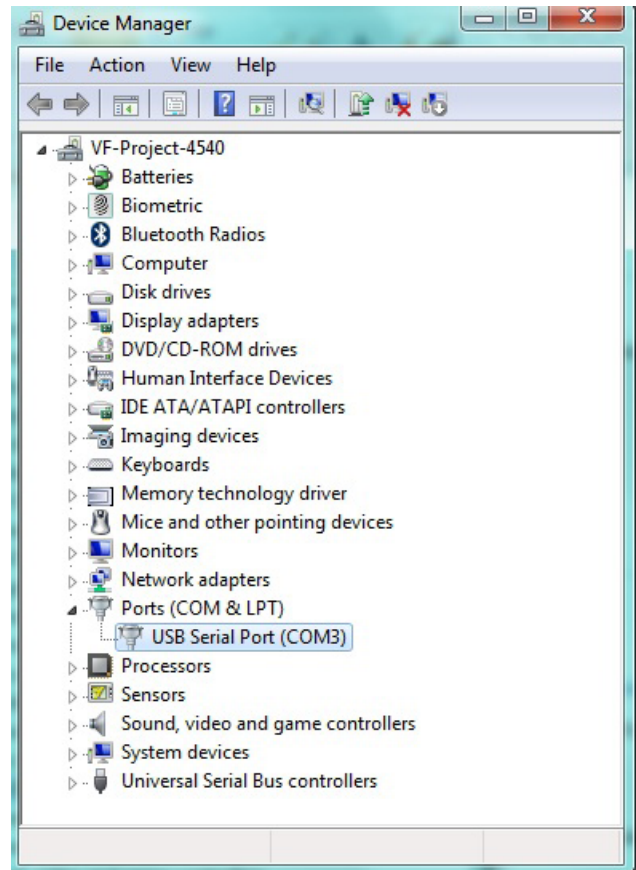 Device Manager
File Action View Help
VF-Project-4540
Batteries
Biometric
Bluetooth Radios
Computer
Disk drives
Display adapters
DVD/CD-ROM drives
Human Interface Devices
IDE ATA/ATAPI controllers
Imaging devices
Keyboards
Memory technology driver
Mice and other pointing devices
Monitors
Network adapters
Ports (COM & LPT)
USB Serial Port (COM3)
Processors
Sensors
Sound, video and game controllers
System devices
Universal Serial Bus controllers